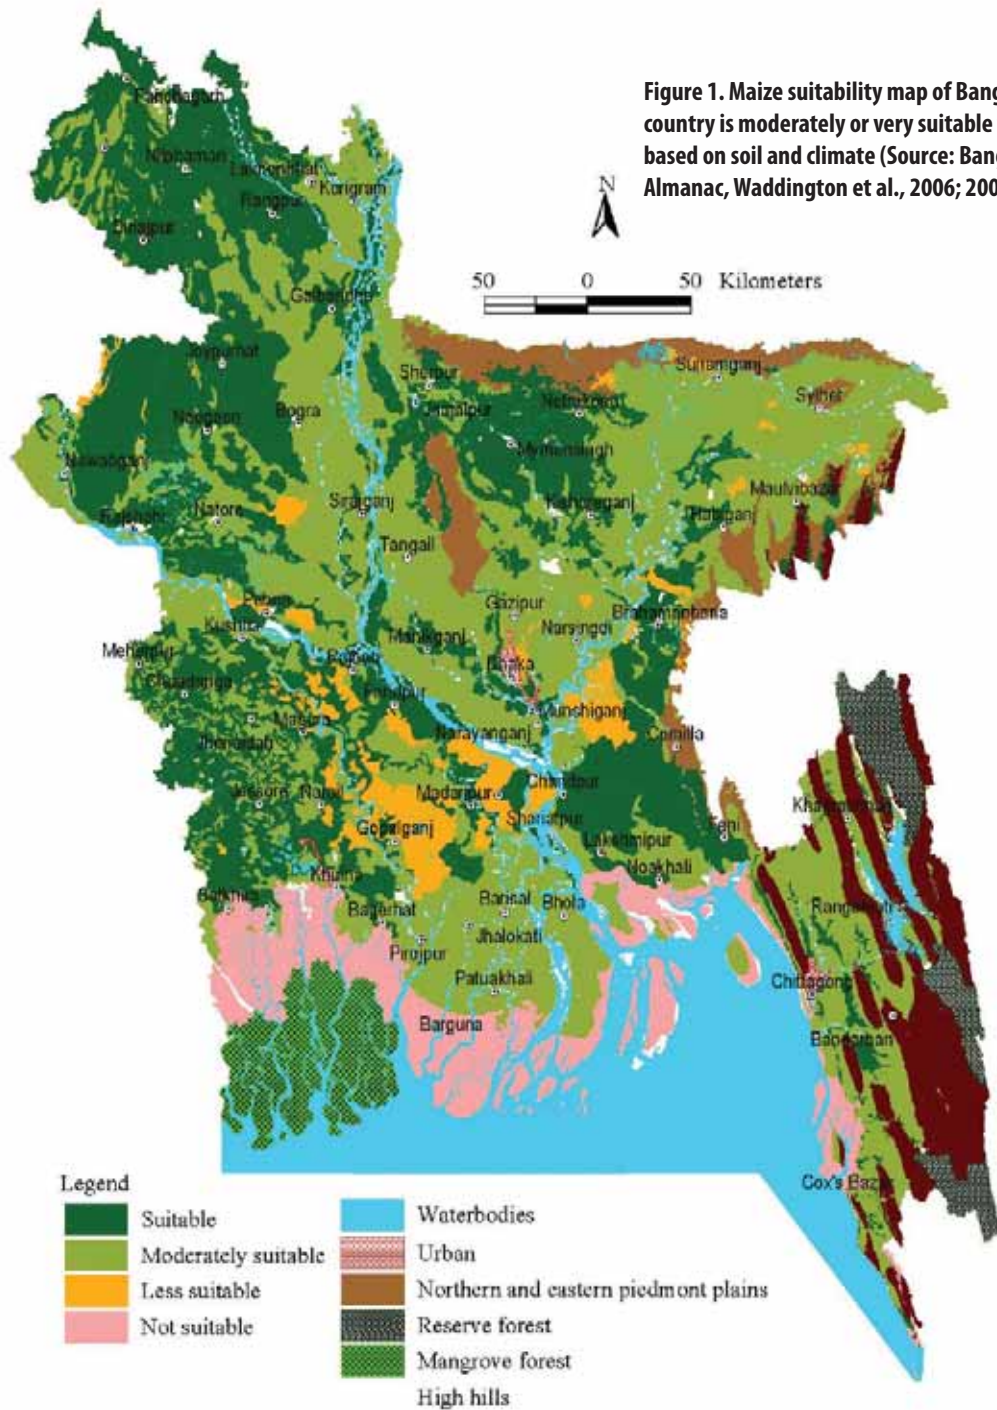 Figure 1. Maize suitability map of Bang
country is moderately or very suitable
based on soil and climate (Source: Bang
Almanac, Waddington et al., 2006; 200
N
50 0 50 Kilometers
Panchagarh
Nilphamari
Lalmonirhat
Kurigram
Rangpur
Dinajpur
Gaibandha
Joypurhat
Sherpur
Jamalpur
Netrokona
Sunamganj
Sylhet
Naogaon
Bogra
Mymensingh
Nawabganj
Maulvibazar
Rajshahi
Natore
Sirajganj
Kishoreganj
Habiganj
Tangail
Pabna
Gazipur
Brahamanbaria
Kushtia
Narsingdi
Manikganj
Meherpur
Dhaka
Chuadanga
Faridpur
Munshiganj
Magura
Narayanganj
Comilla
Jhenaidah
Chandpur
Jessore
Narail
Madaripur
Shariatpur
Gopalganj
Feni
Lakshmipur
Noakhali
Khulna
Satkhira
Bagerhat
Barisal
Bhola
Rangamati
Jhalokati
Pirojpur
Patuakhali
Chittagong
Barguna
Bandarban
Cox's Bazar
Legend
Suitable
Moderately suitable
Less suitable
Not suitable
Waterbodies
Urban
Northern and eastern piedmont plains
Reserve forest
Mangrove forest
High hills